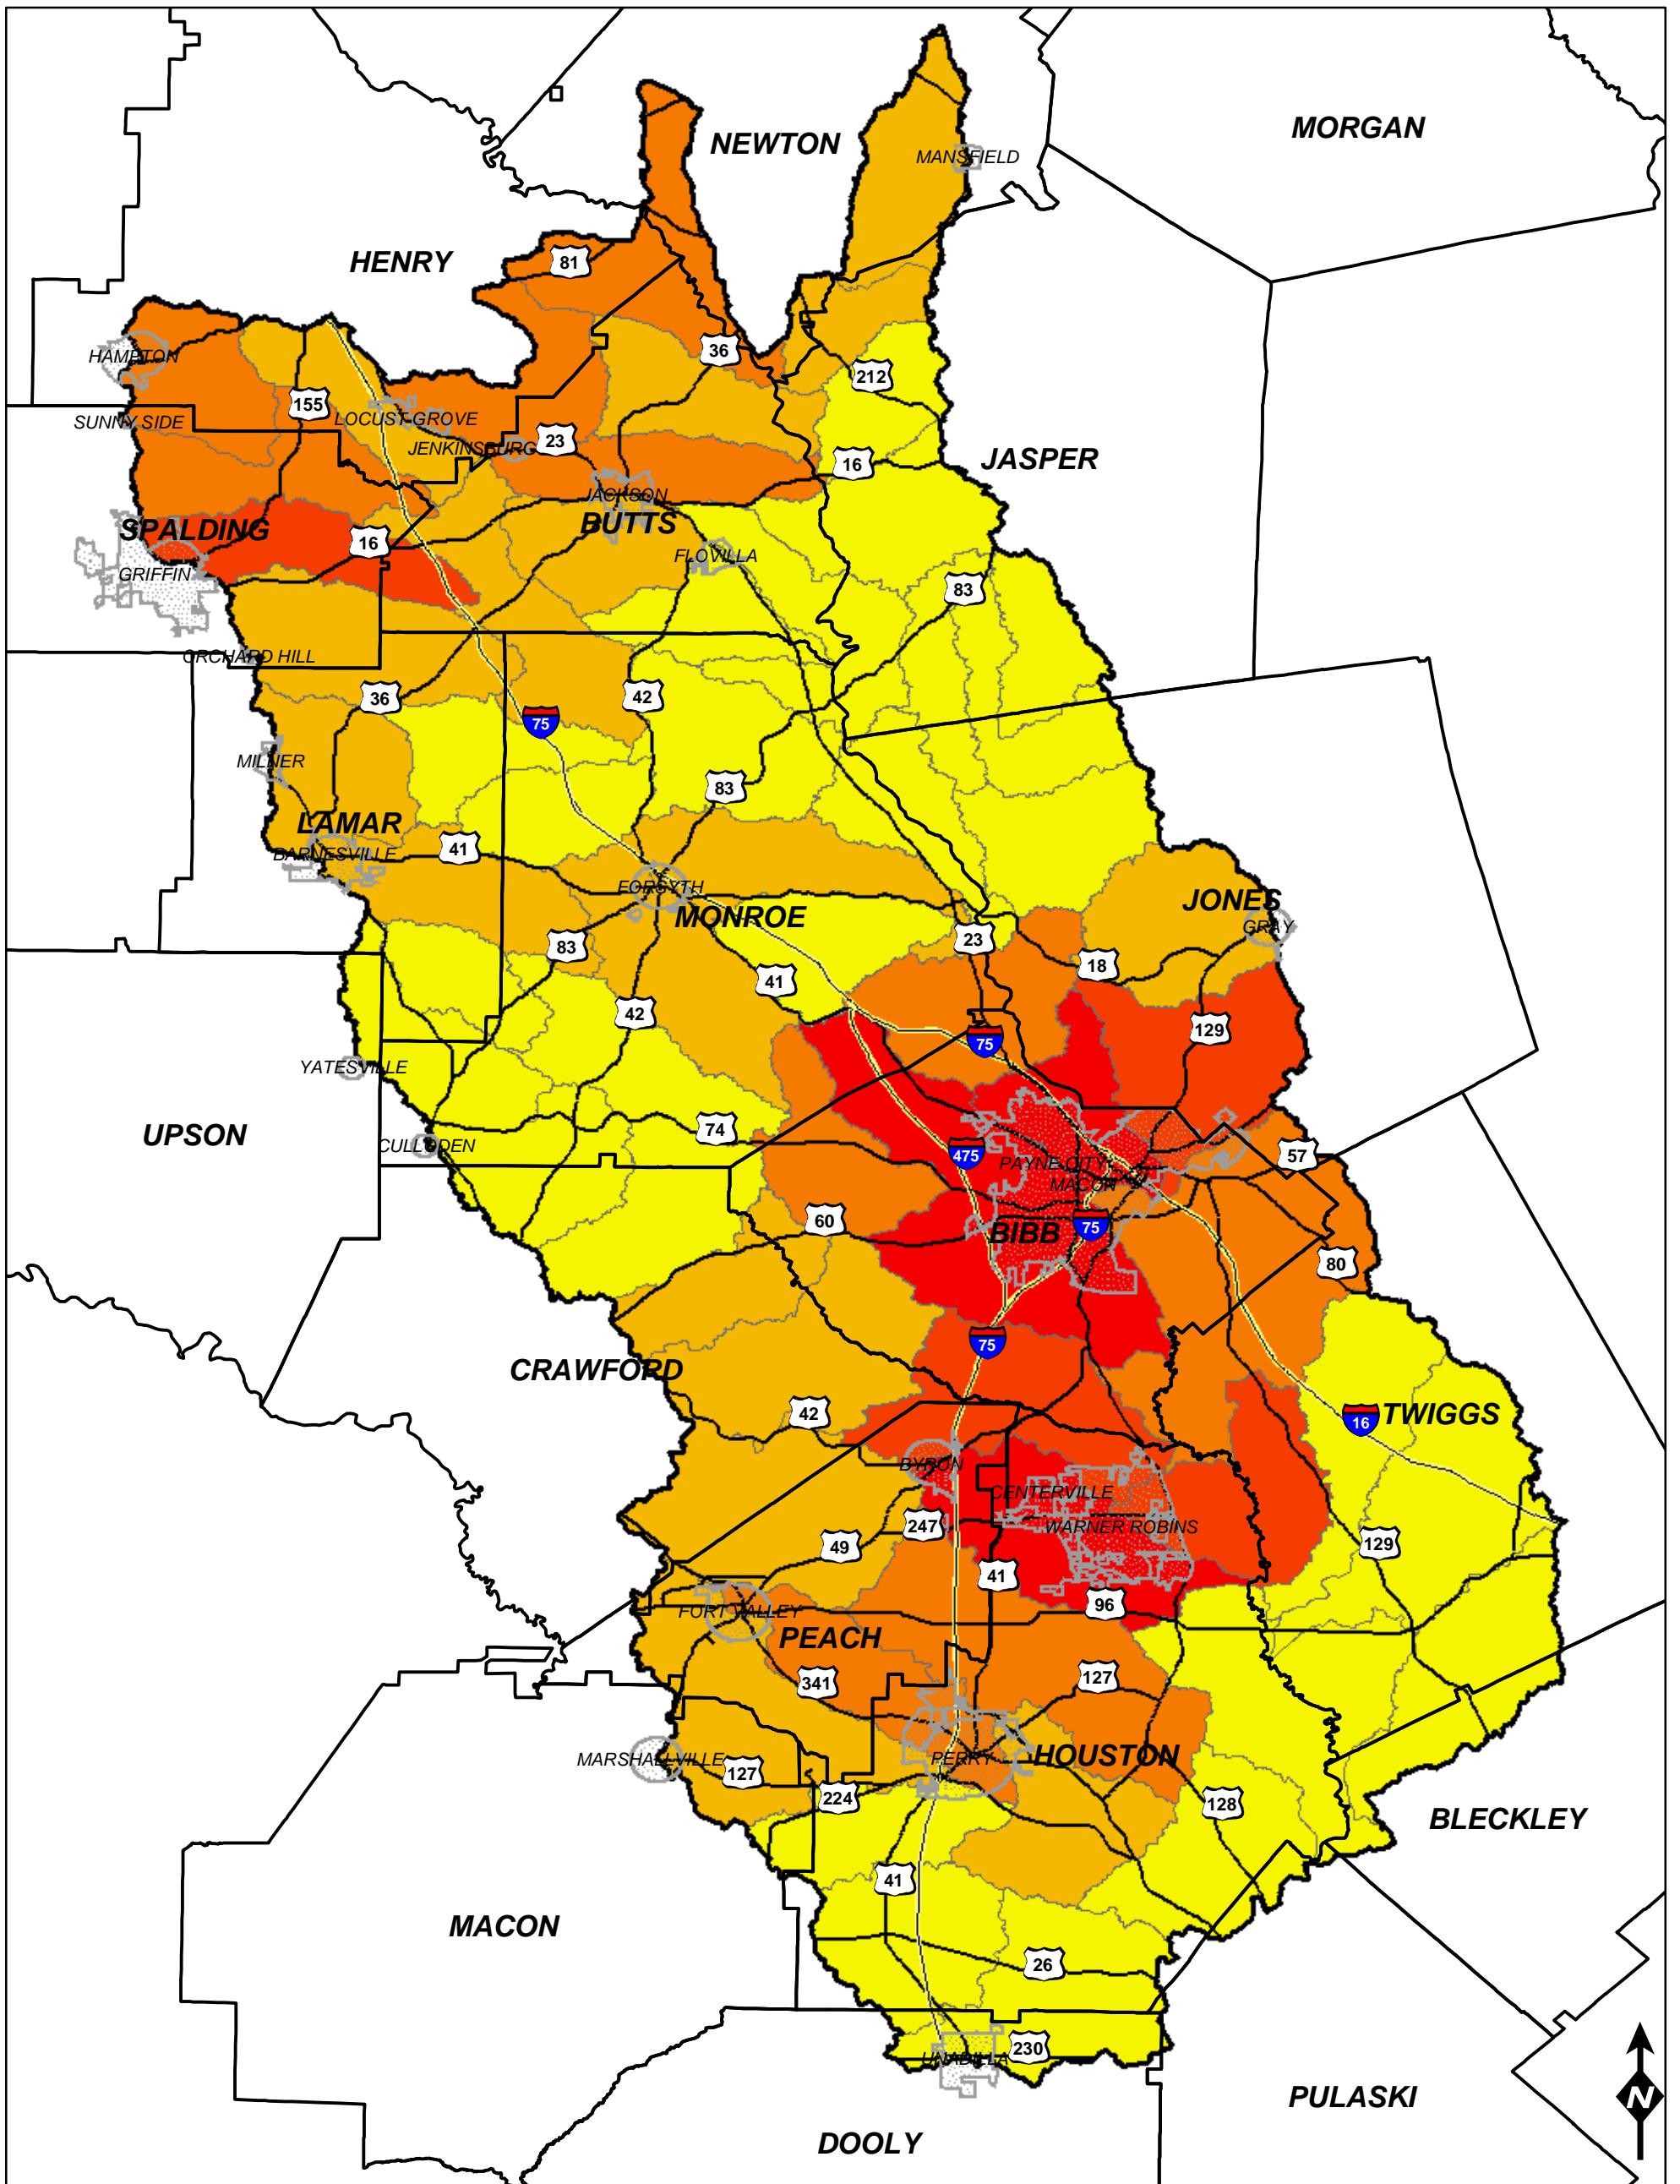 MORGAN
NEWTON
MANSFIELD
HENRY
81
36
HAMPTON
212
155
SUNNY SIDE
LOCUST GROVE
23
JENKINSBURG
JASPER
16
JACKSON
BUTTS
SPALDING
16
FLOVILLA
GRIFFIN
83
ORCHARD HILL
36
42
75
MILNER
83
LAMAR
41
BARNESVILLE
FORSYTH
JONES
MONROE
GRAY
83
23
18
41
42
129
75
YATESVILLE
74
UPSON
CULLODEN
475
57
PAYNE CITY
MACON
60
75
BIBB
80
75
CRAWFORD
42
16
TWIGGS
BYRON
CENTERVILLE
247
WARNER ROBINS
49
129
41
96
FORT VALLEY
PEACH
341
127
MARSHALLVILLE
PERRY
HOUSTON
127
224
128
BLECKLEY
41
MACON
26
230
UNADILLA
PULASKI
N
DOOLY